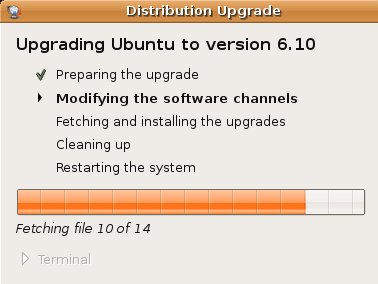 Distribution Upgrade
Upgrading Ubuntu to version 6.10
Preparing the upgrade
Modifying the software channels
Fetching and installing the upgrades
Cleaning up
Restarting the system
Fetching file 10 of 14
Terminal